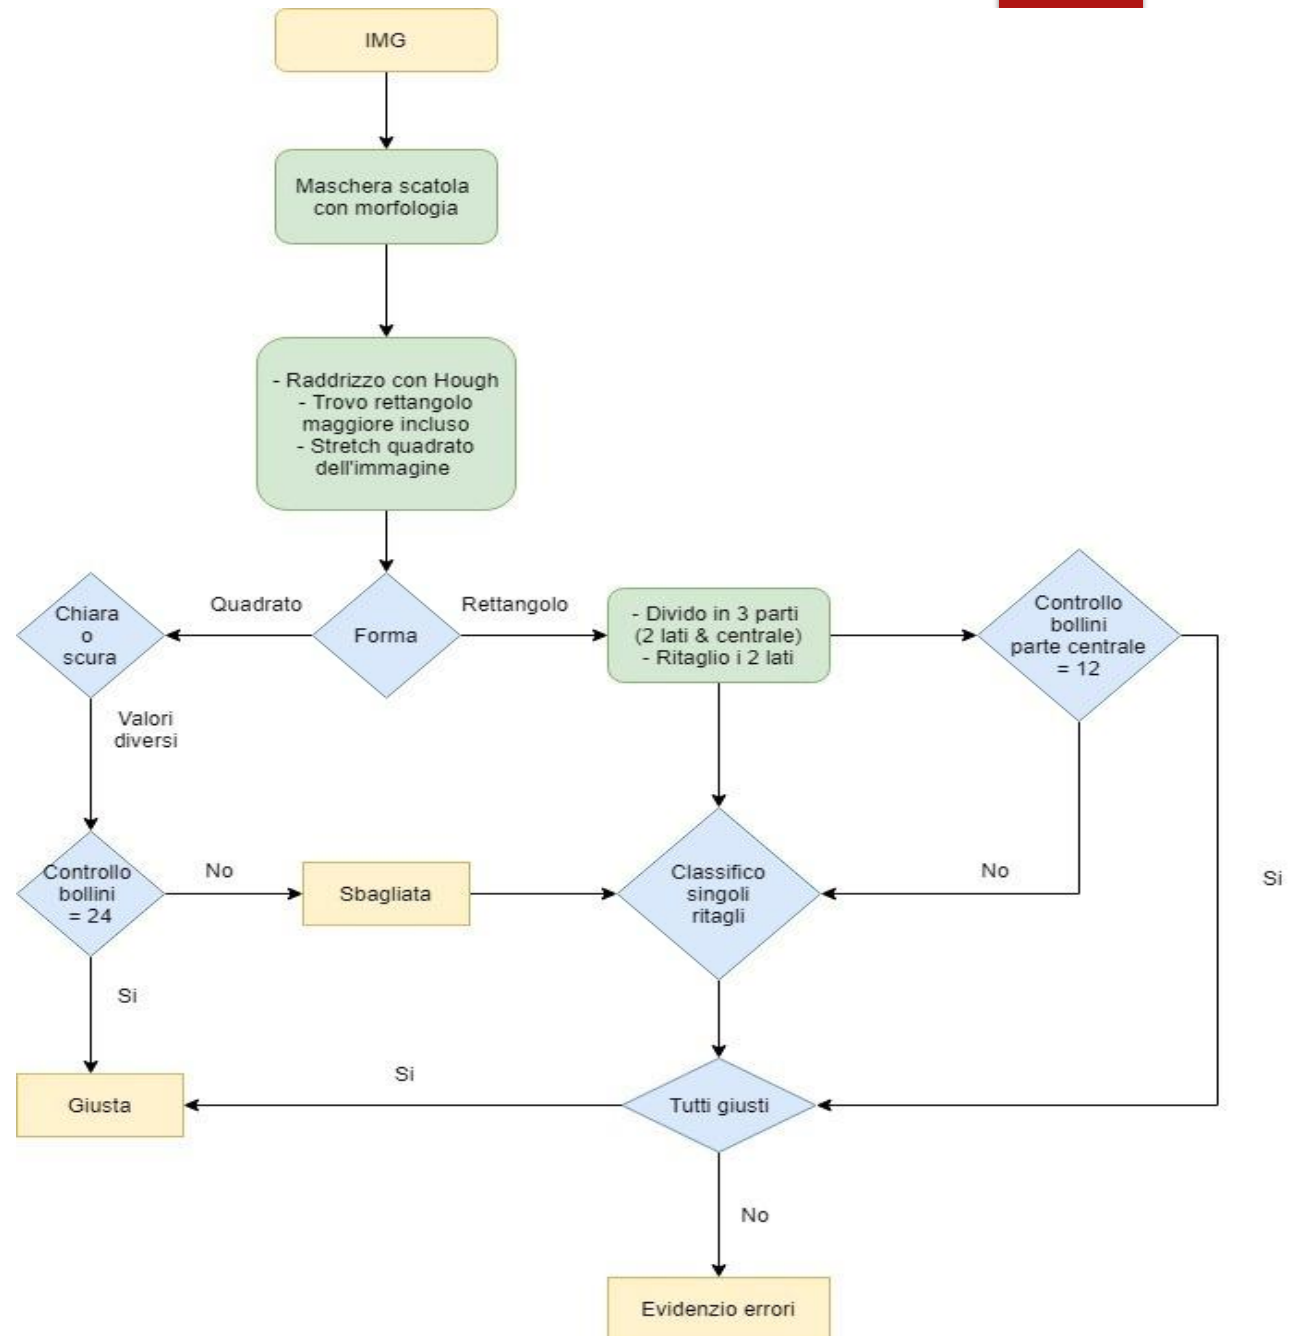 IMG
Maschera scatola
con morfologia
- Raddrizzo con Hough
- Trovo rettangolo
maggiore incluso
- Stretch quadrato
dell'immagine
Chiara
o
scura
Quadrato
Forma
Rettangolo
- Divido in 3 parti
(2 lati & centrale)
- Ritaglio i 2 lati
Controllo
bollini
parte centrale
= 12
Valori
diversi
Controllo
bollini
= 24
No
Sbagliata
Classifico
singoli
ritagli
No
Si
Si
Giusta
Si
Tutti giusti
No
Evidenzio errori